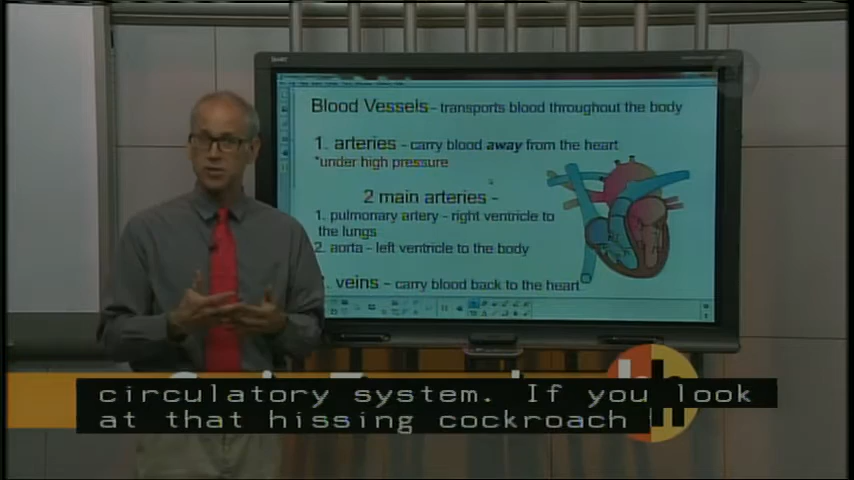 Blood Vessels - transports blood throughout the body
1. arteries - carry blood away from the heart
*under high pressure
2 main arteries -
1. pulmonary artery - right ventricle to
the lungs
2. aorta - left ventricle to the body
. veins - carry blood back to the heart
circulatory system. If you look
at that hissing cockroach
h